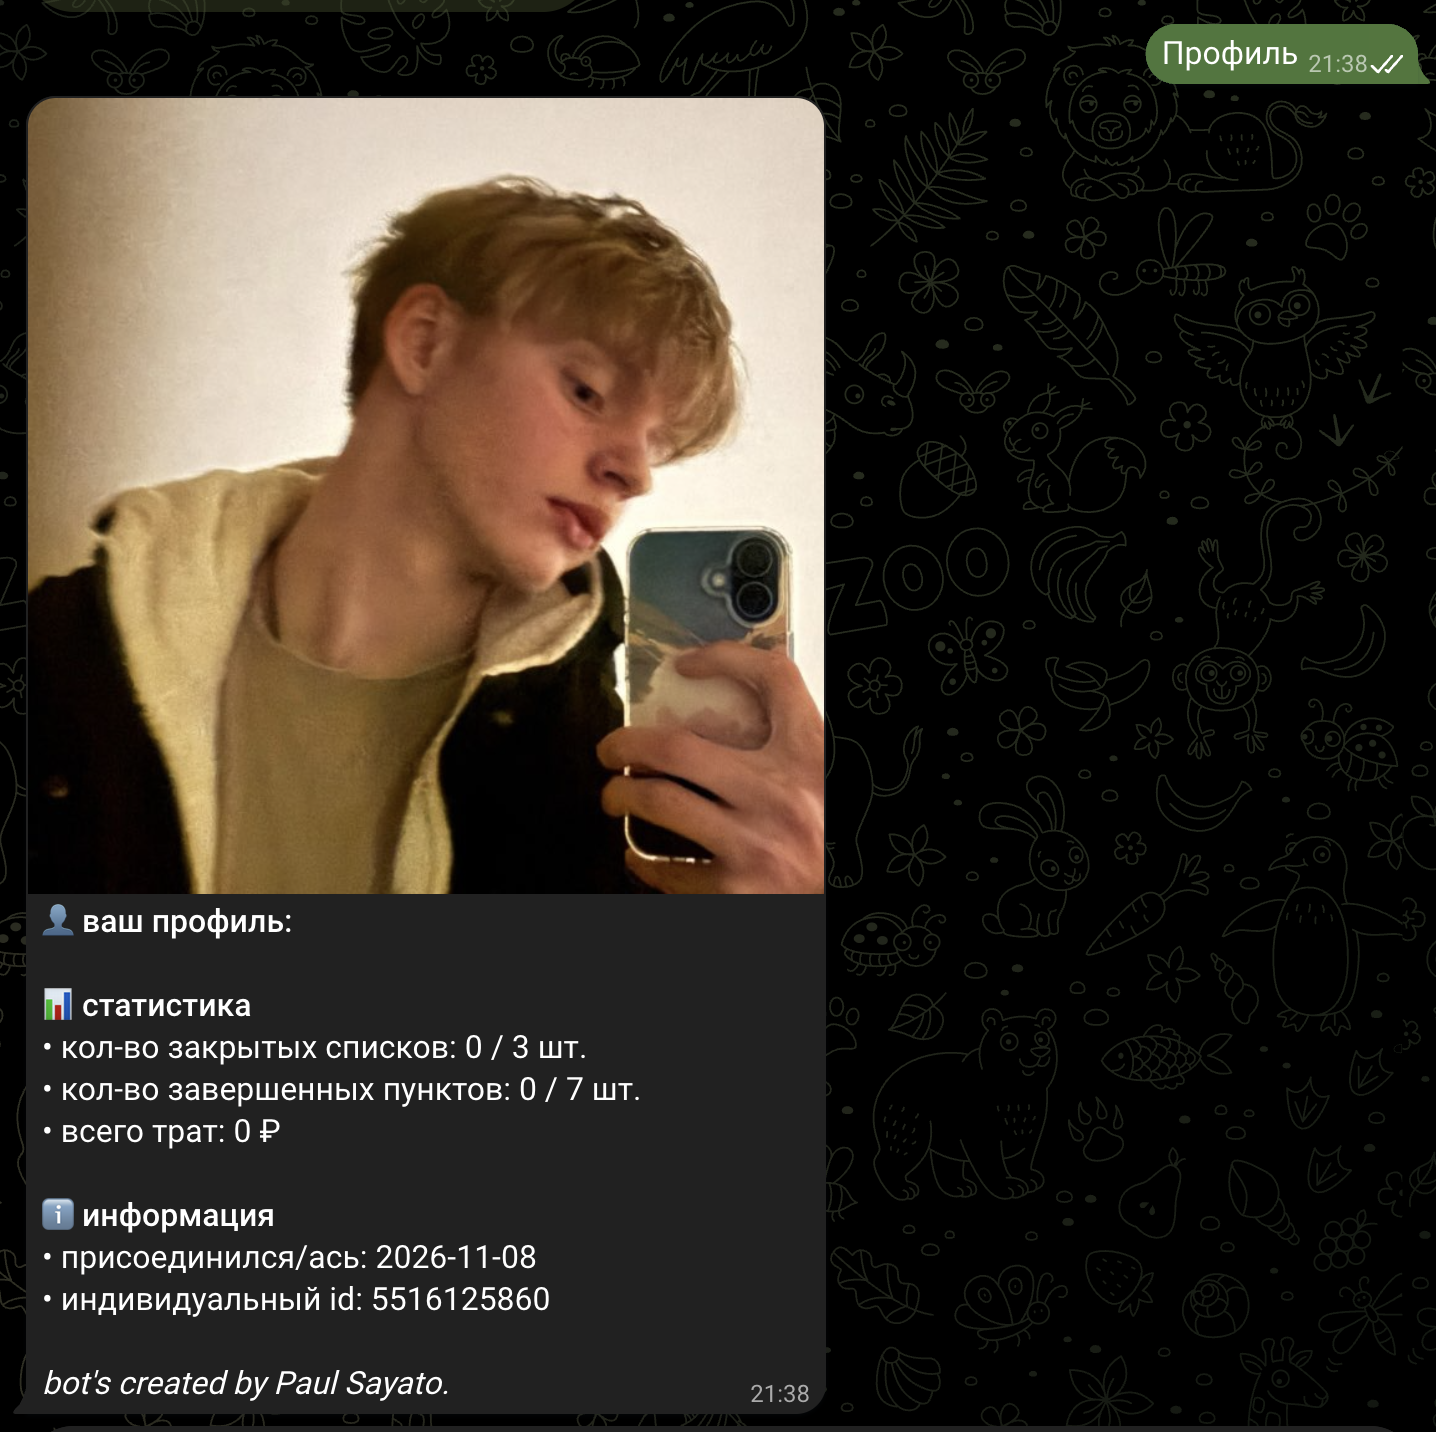 Профиль 21:38
👤 ваш профиль:
📊 статистика
• кол-во закрытых списков: 0 / 3 шт.
• кол-во завершенных пунктов: 0 / 7 шт.
• всего трат: 0 ₽
ℹ️ информация
• присоединился/ась: 2026-11-08
• индивидуальный id: 5516125860
bot's created by Paul Sayato.
21:38
ZOO